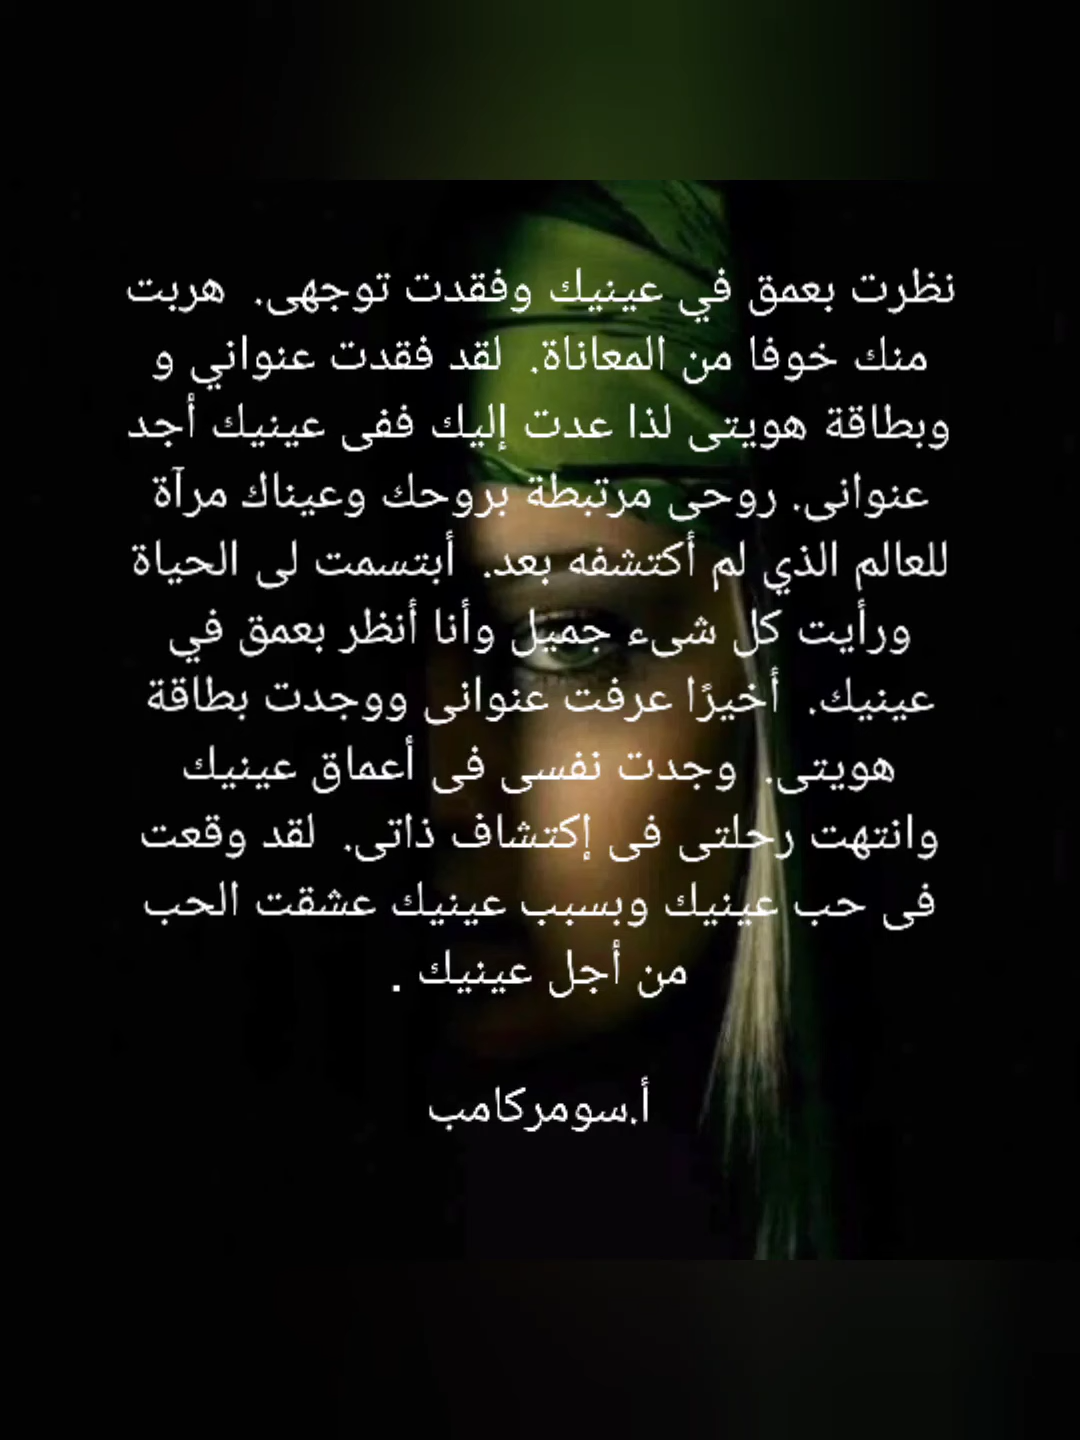 نظرت بعمق في عينيك وفقدت توجهى. هربت
منك خوفا من المعاناة. لقد فقدت عنواني و
وبطاقة هويتى لذا عدت إليك ففى عينيك أجد
عنوانى. روحى مرتبطة بروحك وعيناك مرآة
للعالم الذي لم أكتشفه بعد. أبتسمت لى الحياة
ورأيت كل شىء جميل وأنا أنظر بعمق في
عينيك. أخيرًا عرفت عنوانى ووجدت بطاقة
هويتى. وجدت نفسى فى أعماق عينيك
وانتهت رحلتى فى إكتشاف ذاتى. لقد وقعت
فى حب عينيك وبسبب عينيك عشقت الحب
من أجل عينيك .
أ.سومركامب